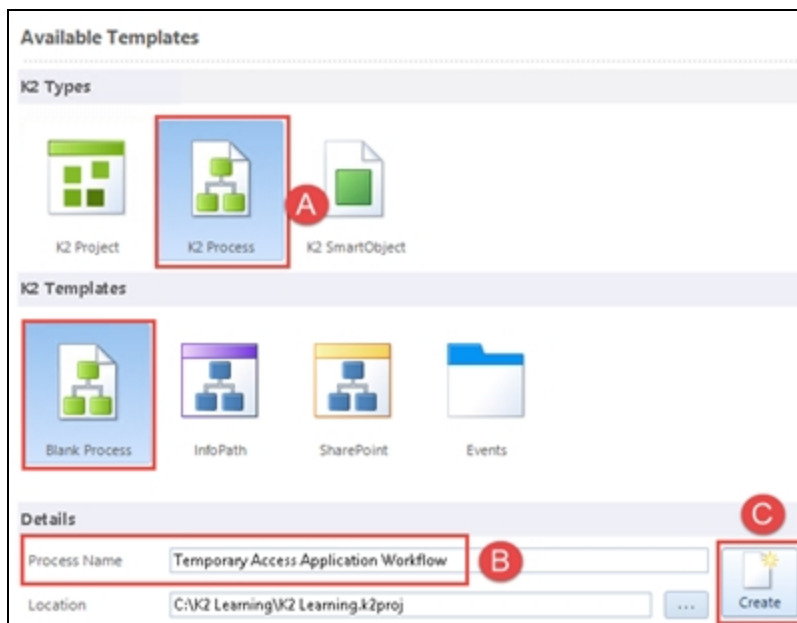 Available Templates
K2 Types
A
K2 Project K2 Process K2 SmartObject
K2 Templates
Blank Process InfoPath SharePoint Events
Details
C
Process Name Temporary Access Application Workflow B
Location C:\K2 Learning\K2 Learning.k2proj ... Create